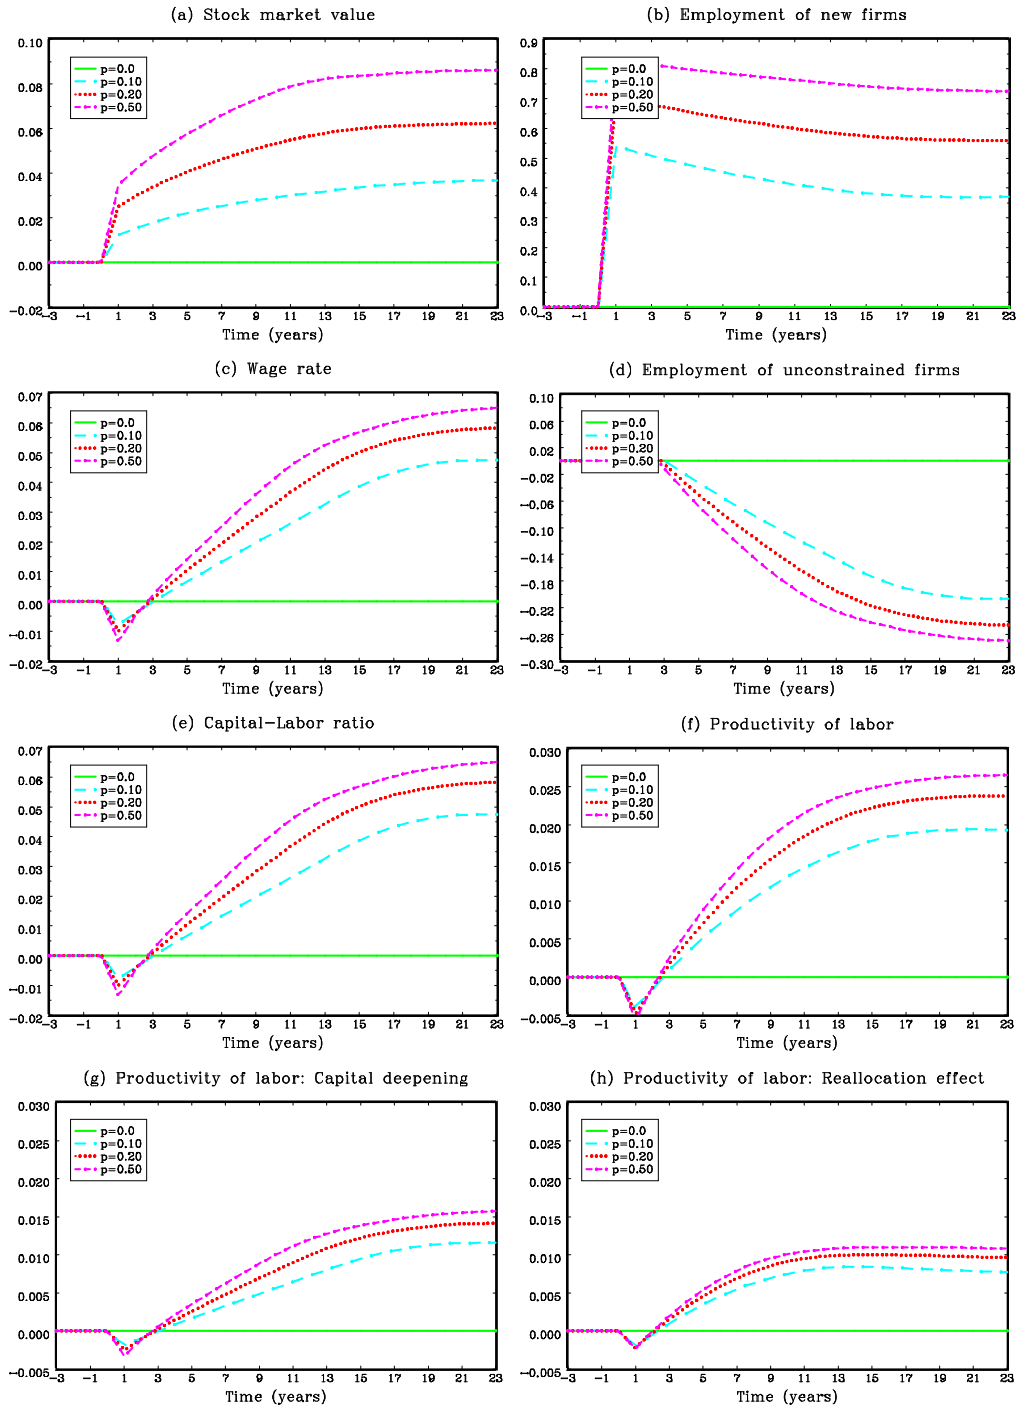 (a) Stock market value
0.10
0.08
0.06
0.04
0.02
0.00
−0.02
p=0.0
p=0.10
p=0.20
p=0.50
−3 −1 1 3 5 7 9 11 13 15 17 19 21 23
Time (years)
(b) Employment of new firms
0.9
0.8
0.7
0.6
0.5
0.4
0.3
0.2
0.1
0.0
p=0.0
p=0.10
p=0.20
p=0.50
−3 −1 1 3 5 7 9 11 13 15 17 19 21 23
Time (years)
(c) Wage rate
0.07
0.06
0.05
0.04
0.03
0.02
0.01
0.00
−0.01
−0.02
p=0.0
p=0.10
p=0.20
p=0.50
−3 −1 1 3 5 7 9 11 13 15 17 19 21 23
Time (years)
(d) Employment of unconstrained firms
0.10
0.06
0.02
−0.02
−0.06
−0.10
−0.14
−0.18
−0.22
−0.26
−0.30
p=0.0
p=0.10
p=0.20
p=0.50
−3 −1 1 3 5 7 9 11 13 15 17 19 21 23
Time (years)
(e) Capital−Labor ratio
0.07
0.06
0.05
0.04
0.03
0.02
0.01
0.00
−0.01
−0.02
p=0.0
p=0.10
p=0.20
p=0.50
−3 −1 1 3 5 7 9 11 13 15 17 19 21 23
Time (years)
(f) Productivity of labor
0.030
0.025
0.020
0.015
0.010
0.005
0.000
−0.005
p=0.0
p=0.10
p=0.20
p=0.50
−3 −1 1 3 5 7 9 11 13 15 17 19 21 23
Time (years)
(g) Productivity of labor: Capital deepening
0.030
0.025
0.020
0.015
0.010
0.005
0.000
−0.005
p=0.0
p=0.10
p=0.20
p=0.50
−3 −1 1 3 5 7 9 11 13 15 17 19 21 23
Time (years)
(h) Productivity of labor: Reallocation effect
0.030
0.025
0.020
0.015
0.010
0.005
0.000
−0.005
p=0.0
p=0.10
p=0.20
p=0.50
−3 −1 1 3 5 7 9 11 13 15 17 19 21 23
Time (years)